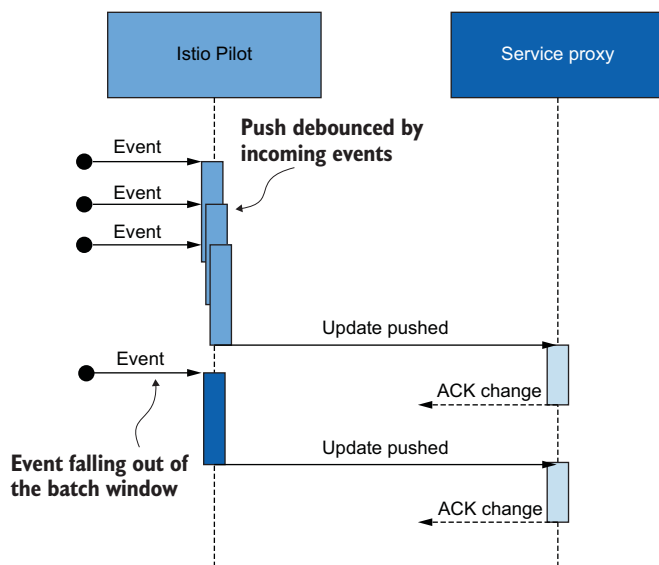 Istio Pilot
Service proxy
Push debounced by
incoming events
Event
Event
Event
Update pushed
Event
ACK change
Update pushed
Event falling out of
the batch window
ACK change